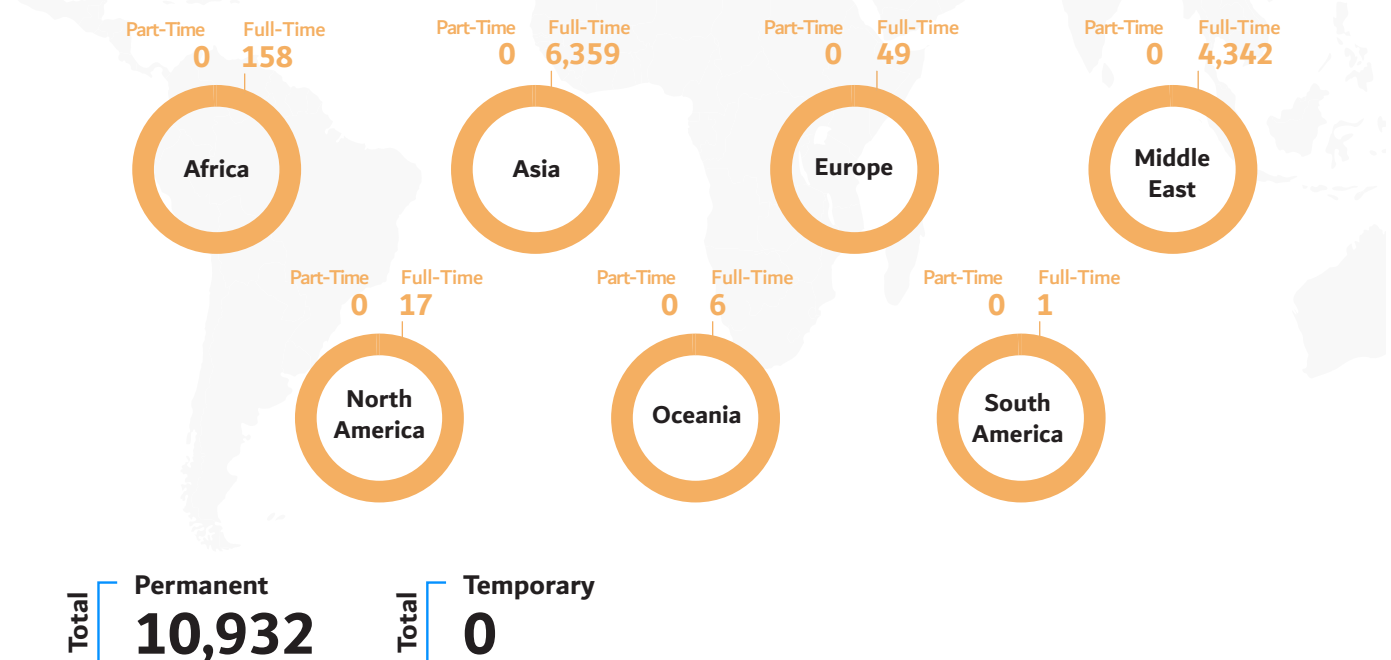 Part-Time Full-Time
0 158
Africa
Part-Time Full-Time
0 6,359
Asia
Part-Time Full-Time
0 49
Europe
Part-Time Full-Time
0 4,342
Middle
East
Part-Time Full-Time
0 17
North
America
Part-Time Full-Time
0 6
Oceania
Part-Time Full-Time
0 1
South
America
Total
Permanent
10,932
Total
Temporary
0